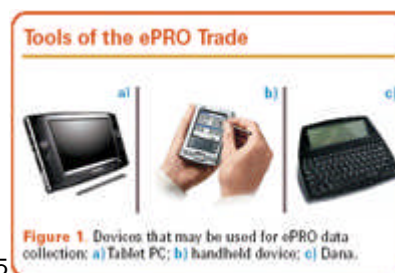 Tools of the ePRO Trade
a) b) c)
Figure 1. Devices that may be used for ePRO data
collection: a) Tablet PC; b) handheld device; c) Dana.
5